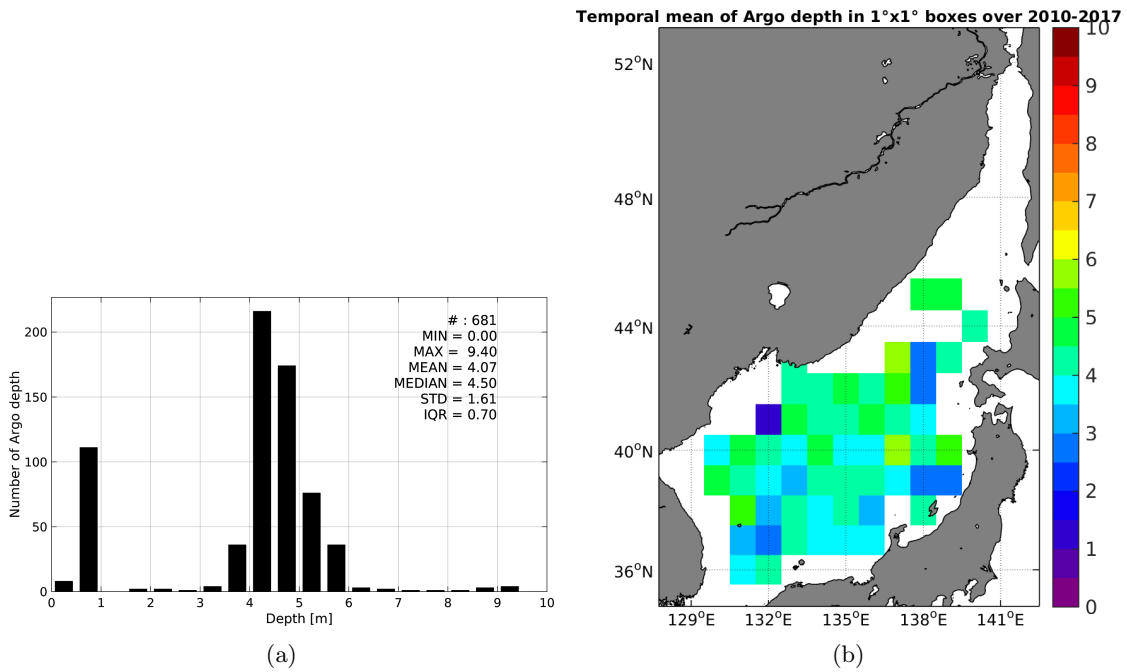 Temporal mean of Argo depth in 1°x1° boxes over 2010-2017
200
150
100
50
0
Number of Argo depth
# : 681
MIN = 0.00
MAX = 9.40
MEAN = 4.07
MEDIAN = 4.50
STD = 1.61
IQR = 0.70
0 1 2 3 4 5 6 7 8 9 10
Depth [m]
(a)
52°N
48°N
44°N
40°N
36°N
129°E 132°E 135°E 138°E 141°E
10
9
8
7
6
5
4
3
2
1
0
(b)